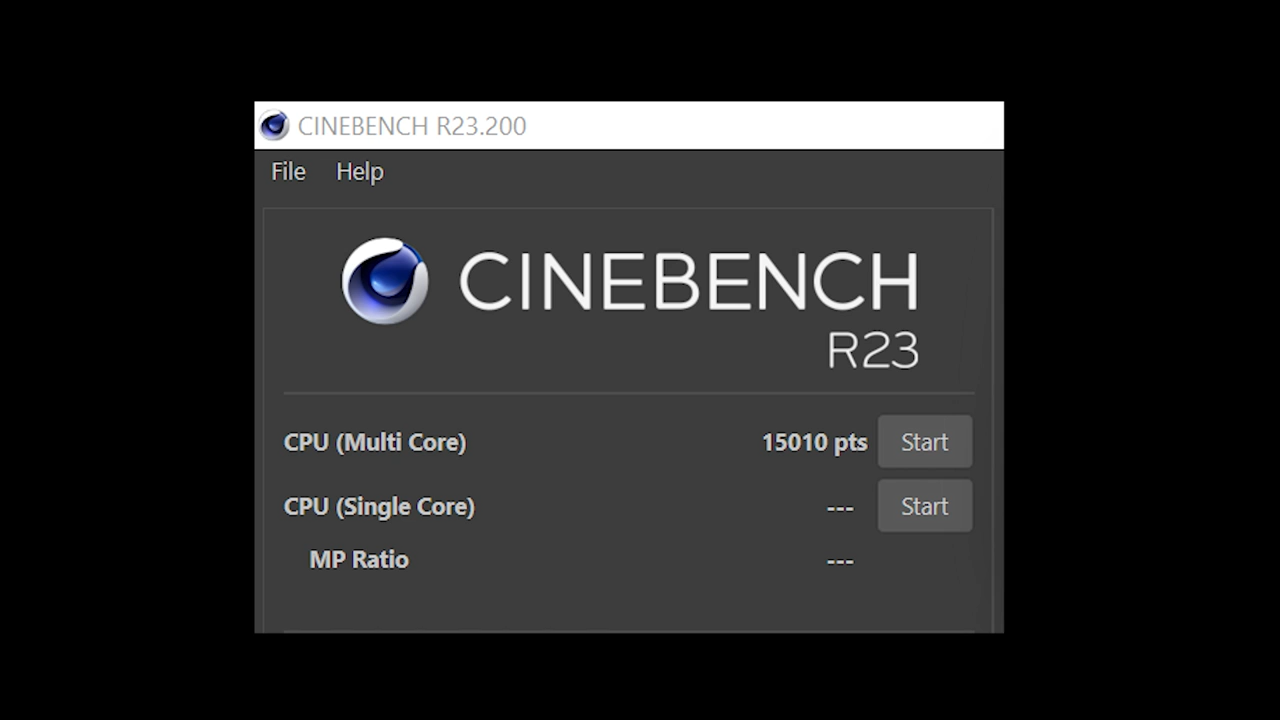 CINEBENCH R23.200
File Help
CINEBENCH
R23
CPU (Multi Core) 15010 pts Start
CPU (Single Core) --- Start
MP Ratio ---